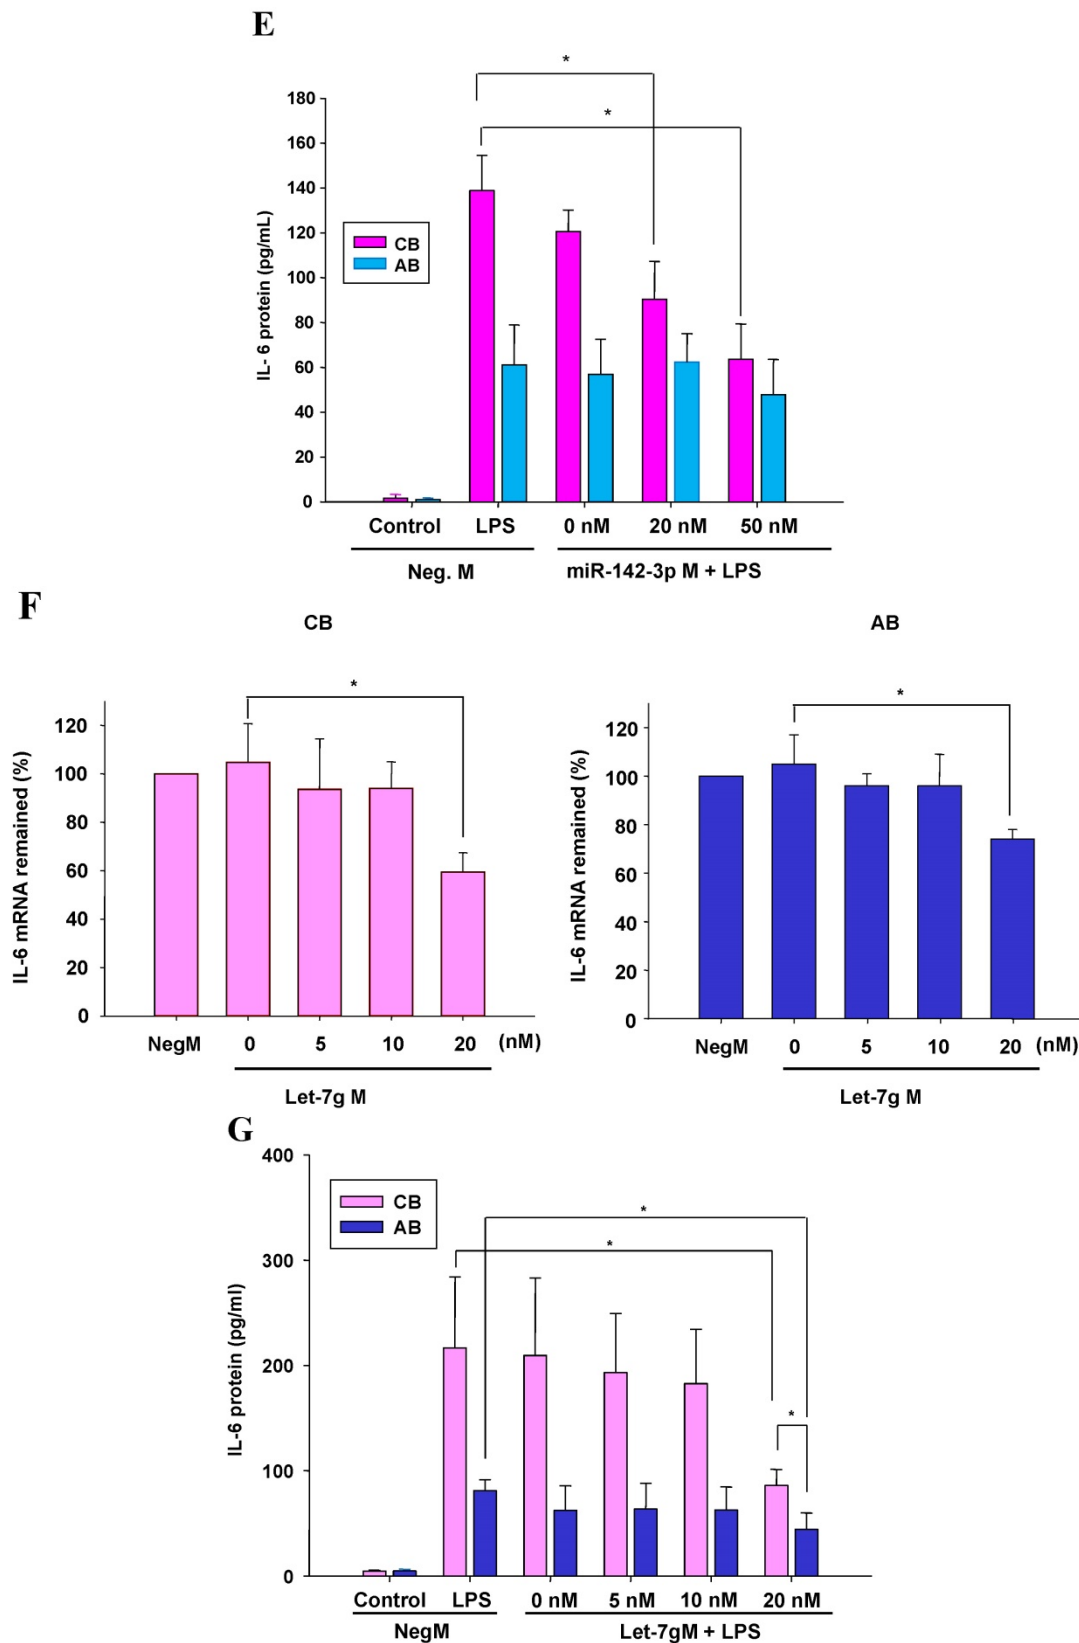 E
*
*
180
160
140
120
100
80
60
40
20
0
IL- 6 protein (pg/mL)
CB
AB
Control LPS 0 nM 20 nM 50 nM
Neg. M miR-142-3p M + LPS
F
CB AB
*
120
100
80
60
40
20
0
IL-6 mRNA remained (%)
NegM 0 5 10 20 (nM)
Let-7g M
*
120
100
80
60
40
20
0
IL-6 mRNA remained (%)
NegM 0 5 10 20 (nM)
Let-7g M
G
400
300
200
100
0
IL-6 protein (pg/ml)
CB
AB
*
*
*
Control LPS 0 nM 5 nM 10 nM 20 nM
NegM Let-7gM + LPS